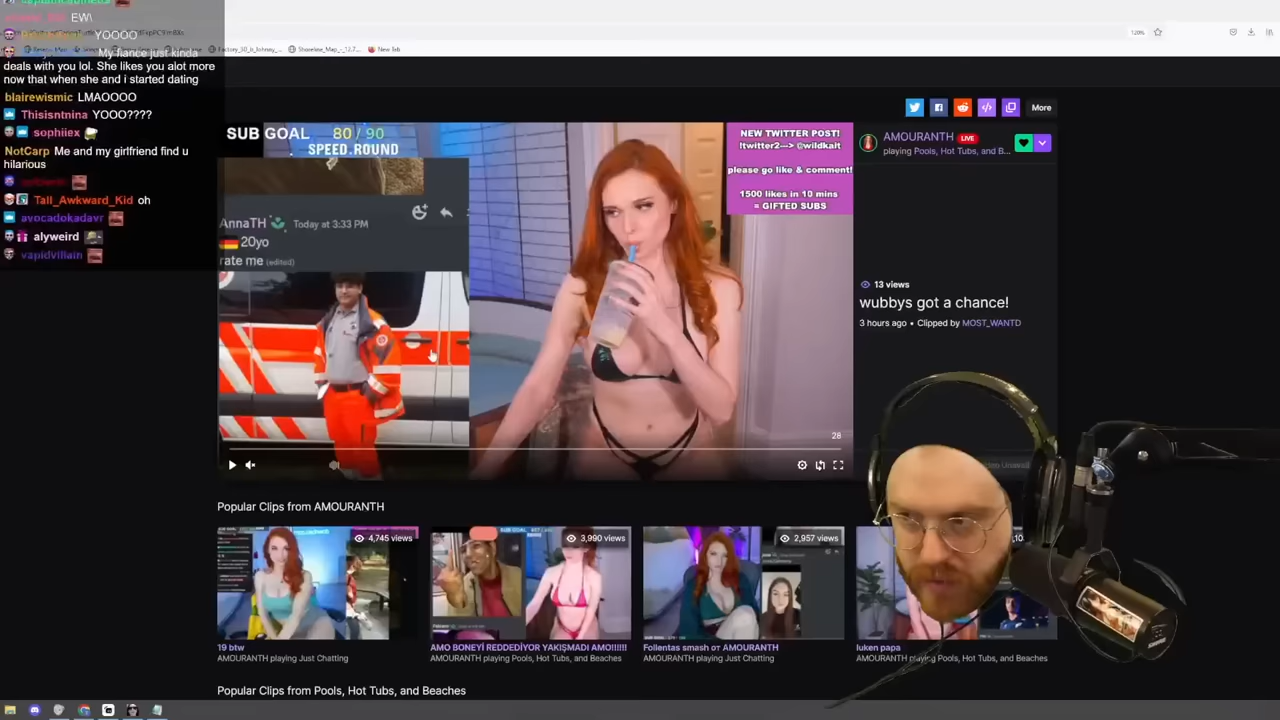 EW\
YOOOO
My fiance just kinda
deals with you lol. She likes you alot more
now that when she and i started dating
blairewismic LMAOOOO
Thisisntnina YOOO????
sophiiex
NotCarp Me and my girlfriend find u
hilarious
Tall_Awkward_Kid oh
avocadokadavr
alyweird
vapidvillain
New Tab
120%
More
SUB GOAL 80 / 90
SPEED.ROUND
AnnaTH Today at 3:33 PM
20yo
rate me (edited)
NEW TWITTER POST!
!twitter2---> @wildkait
please go like & comment!
1500 likes in 10 mins
= GIFTED SUBS
AMOURANTH LIVE
playing Pools, Hot Tubs, and B...
13 views
wubbys got a chance!
3 hours ago • Clipped by MOST_WANTD
28
Popular Clips from AMOURANTH
4,745 views
3,990 views
2,957 views
19 btw
AMOURANTH playing Just Chatting
AMO BONEYİ REDDEDİYOR YAKIŞMADI AMO!!!!!!
AMOURANTH playing Pools, Hot Tubs, and Beaches
Follentas smash от AMOURANTH
AMOURANTH playing Just Chatting
luken papa
AMOURANTH playing Pools, Hot Tubs, and Beaches
Popular Clips from Pools, Hot Tubs, and Beaches